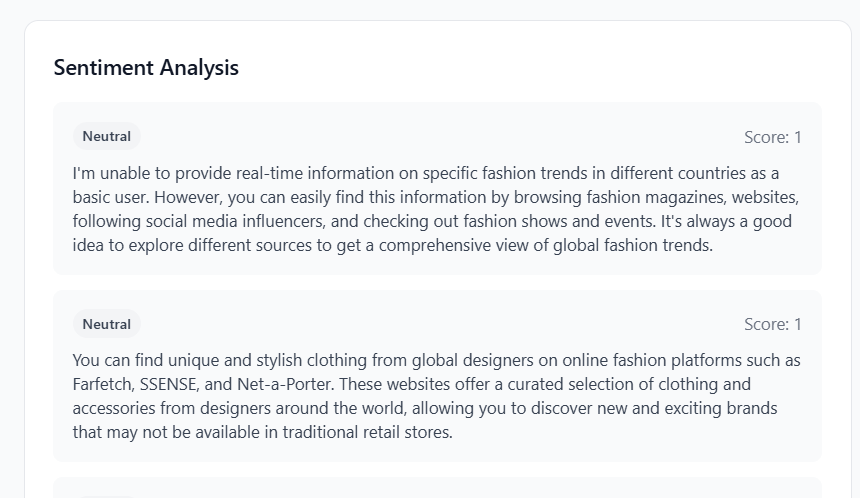 Sentiment Analysis
Neutral
Score: 1
I'm unable to provide real-time information on specific fashion trends in different countries as a
basic user. However, you can easily find this information by browsing fashion magazines, websites,
following social media influencers, and checking out fashion shows and events. It's always a good
idea to explore different sources to get a comprehensive view of global fashion trends.
Neutral
Score: 1
You can find unique and stylish clothing from global designers on online fashion platforms such as
Farfetch, SSENSE, and Net-a-Porter. These websites offer a curated selection of clothing and
accessories from designers around the world, allowing you to discover new and exciting brands
that may not be available in traditional retail stores.